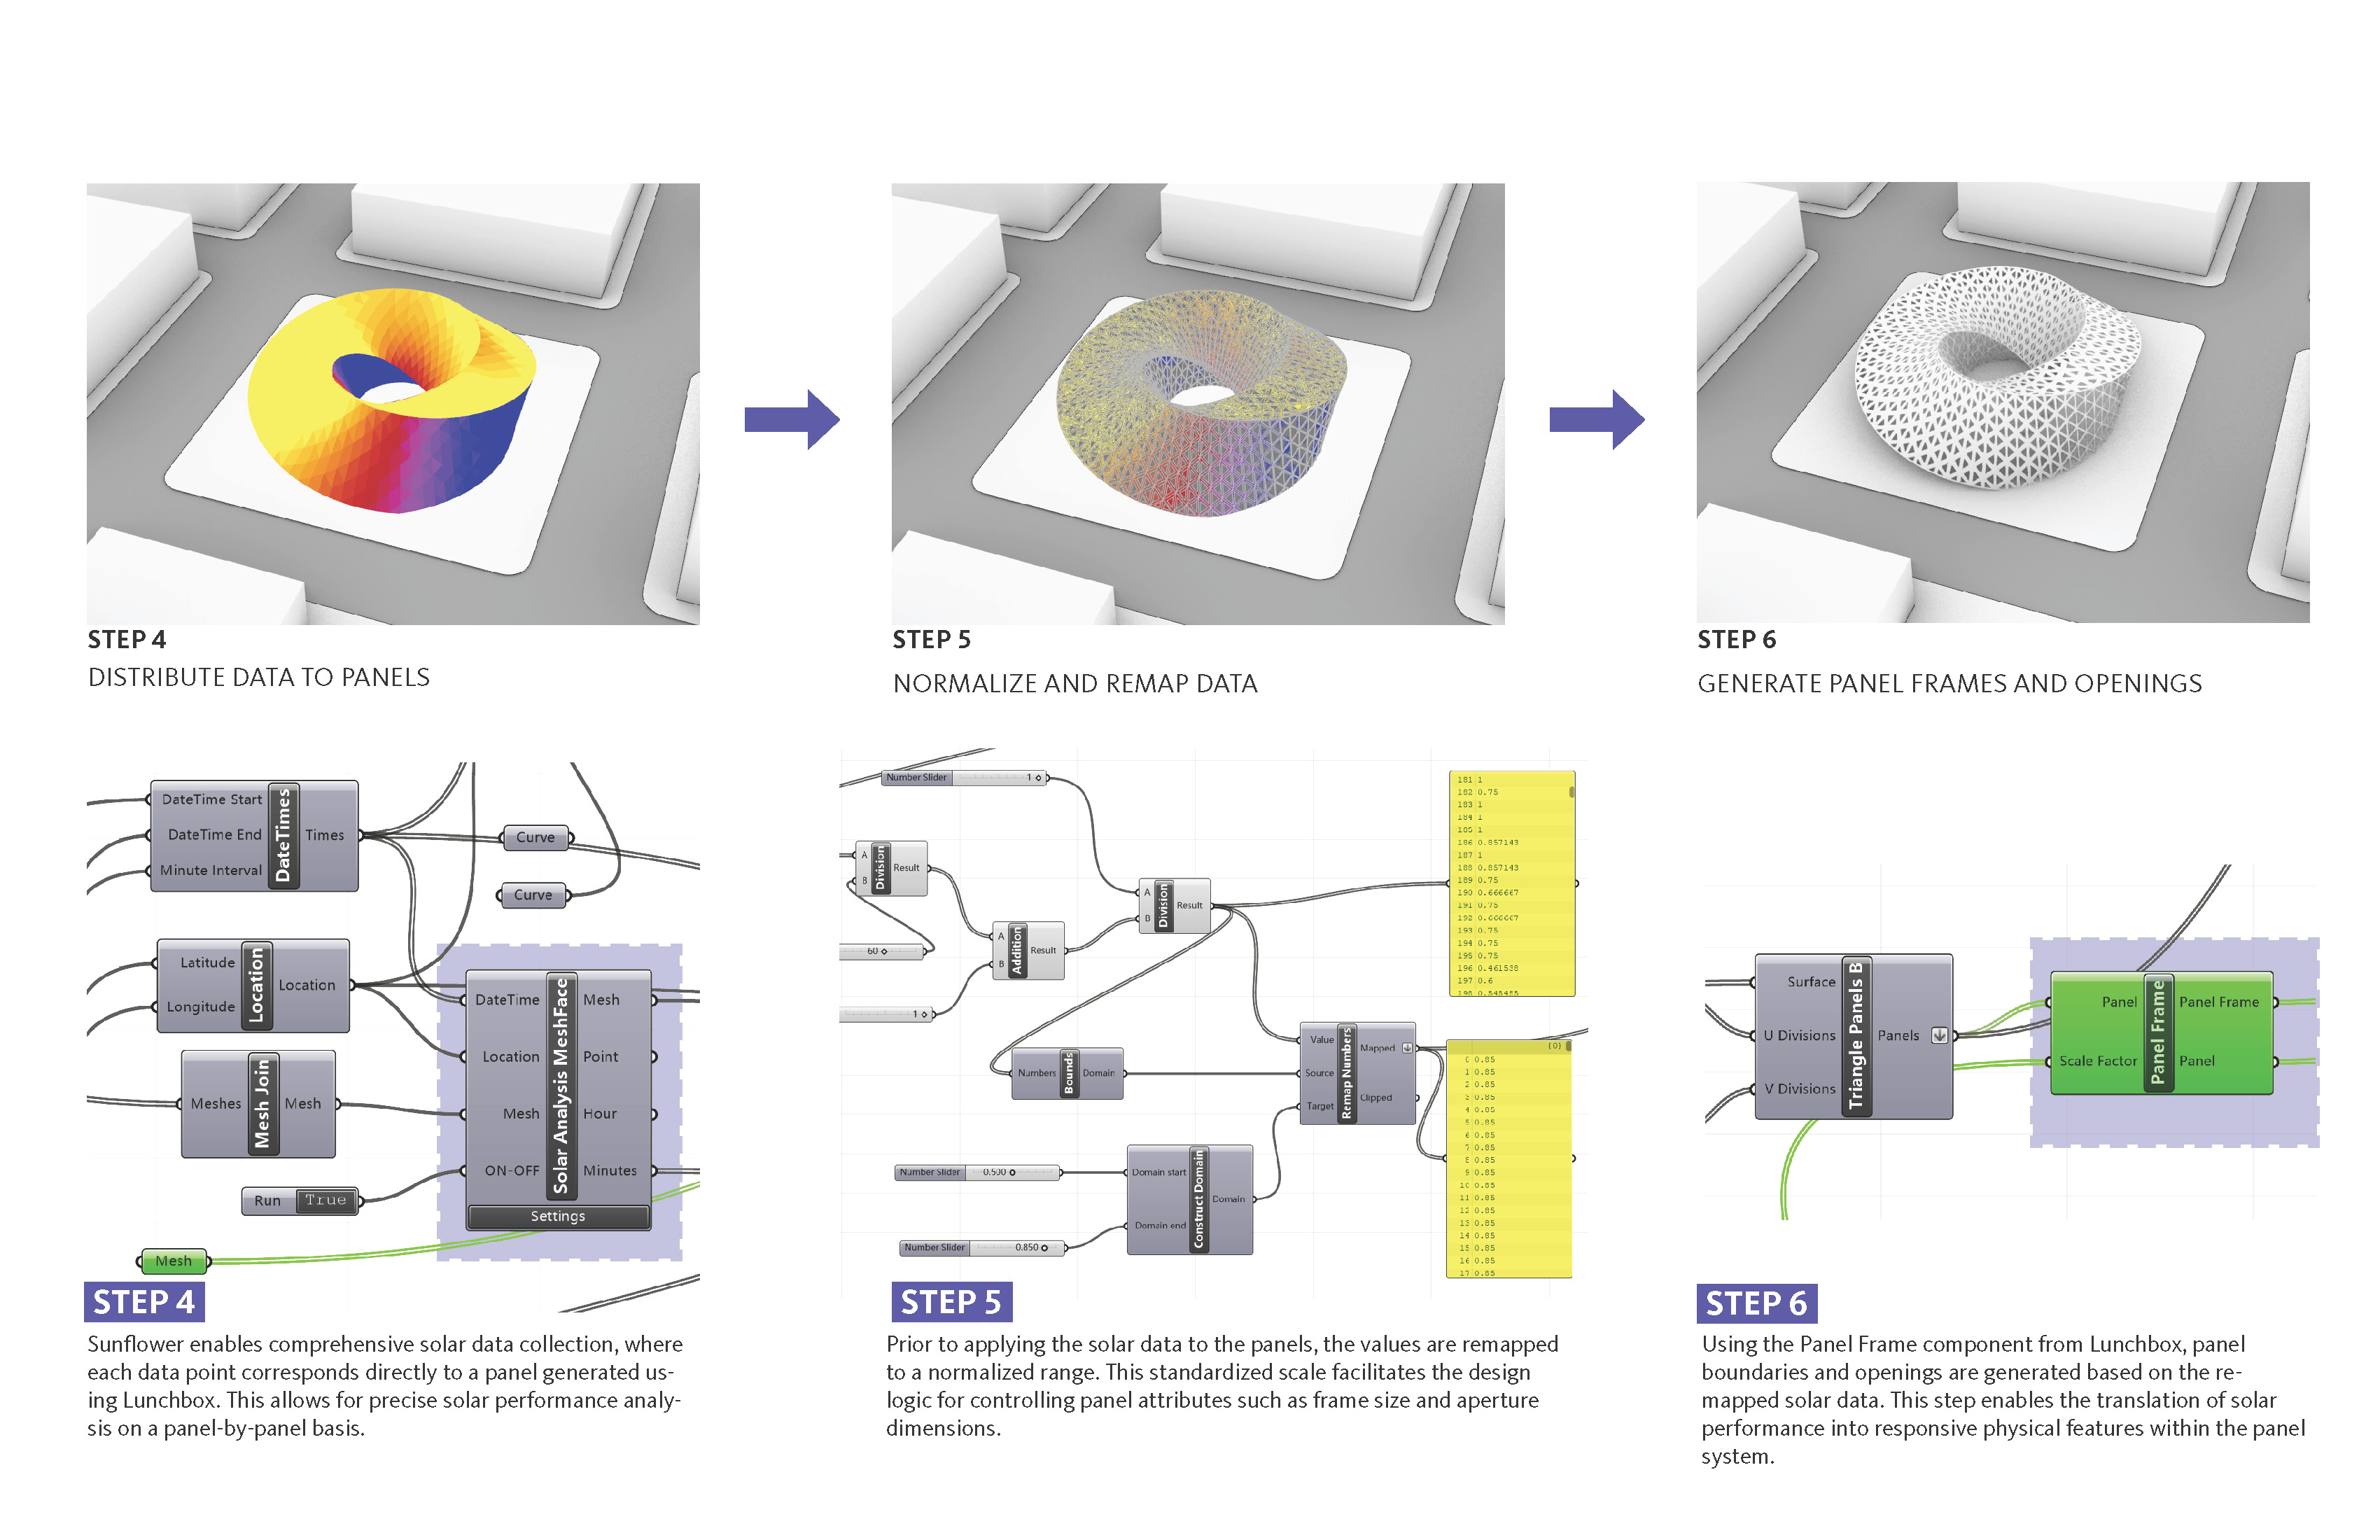 STEP 4
DISTRIBUTE DATA TO PANELS
STEP 5
NORMALIZE AND REMAP DATA
STEP 6
GENERATE PANEL FRAMES AND OPENINGS
DateTime Start
DateTime End
Minute Interval
DateTimes
Times
Curve
Curve
Latitude
Longitude
Location
Location
Meshes
Mesh Join
Mesh
Run True
Mesh
DateTime
Location
Mesh
ON-OFF
Solar Analysis MeshFace
Mesh
Point
Hour
Minutes
Settings
Number Slider 1
A
B
Division
Result
60
1
A
B
Addition
Result
A
B
Division
Result
Numbers
Bounds
Domain
Number Slider 0.500
Number Slider 0.850
Domain start
Domain end
Construct Domain
Domain
Value
Source
Target
Remap Numbers
Mapped
Clipped
181 1
182 0.75
183 1
184 1
185 1
186 0.857143
187 1
188 0.857143
189 0.75
190 0.666667
191 0.75
192 0.666667
193 0.75
194 0.75
195 0.75
196 0.461538
197 0.6
198 0.545455
{0}
0 0.85
1 0.85
2 0.85
3 0.85
4 0.85
5 0.85
6 0.85
7 0.85
8 0.85
9 0.85
10 0.85
11 0.85
12 0.85
13 0.85
14 0.85
15 0.85
16 0.85
17 0.85
Surface
U Divisions
V Divisions
Triangle Panels B
Panels
Panel
Scale Factor
Panel Frame
Panel Frame
Panel
STEP 4
Sunflower enables comprehensive solar data collection, where
each data point corresponds directly to a panel generated us-
ing Lunchbox. This allows for precise solar performance analy-
sis on a panel-by-panel basis.
STEP 5
Prior to applying the solar data to the panels, the values are remapped
to a normalized range. This standardized scale facilitates the design
logic for controlling panel attributes such as frame size and aperture
dimensions.
STEP 6
Using the Panel Frame component from Lunchbox, panel
boundaries and openings are generated based on the re-
mapped solar data. This step enables the translation of solar
performance into responsive physical features within the panel
system.